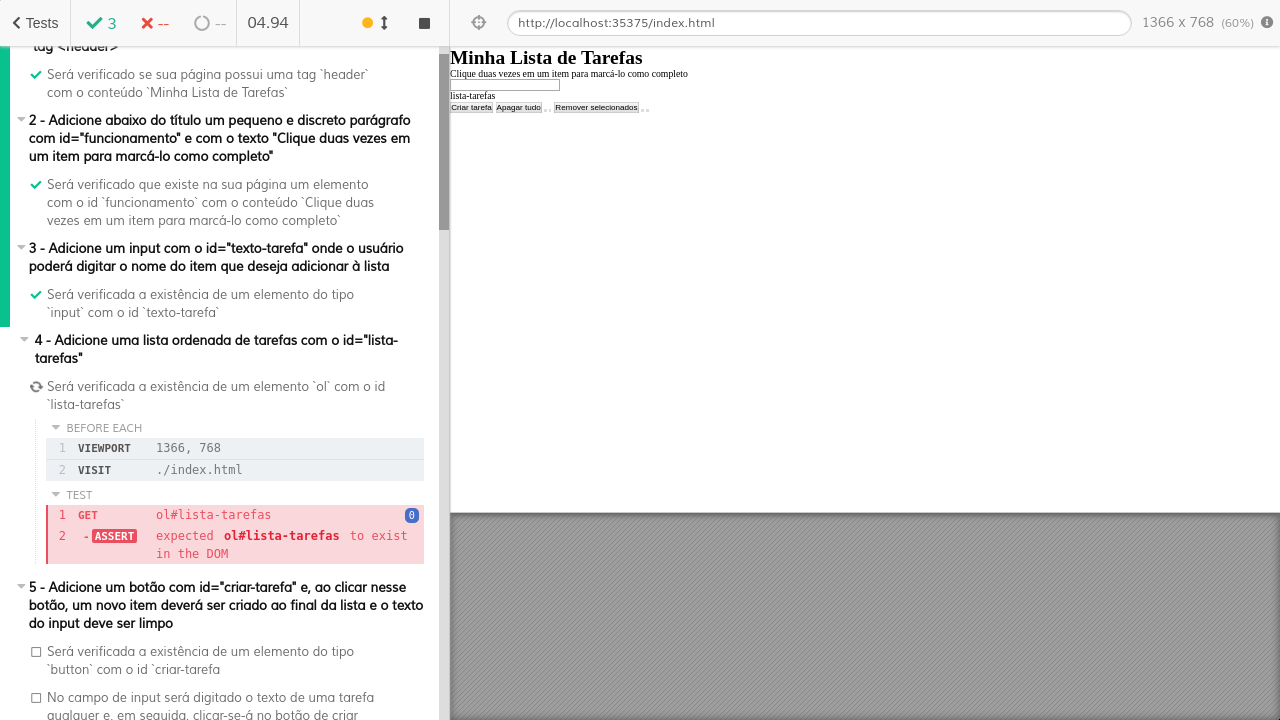 Tests
3
--
--
04.94
http://localhost:35375/index.html
1366 x 768 (60%)
tag <header>
Será verificado se sua página possui uma tag `header`
com o conteúdo `Minha Lista de Tarefas`
2 - Adicione abaixo do título um pequeno e discreto parágrafo
com id="funcionamento" e com o texto "Clique duas vezes em
um item para marcá-lo como completo"
Será verificado que existe na sua página um elemento
com o id `funcionamento` com o conteúdo `Clique duas
vezes em um item para marcá-lo como completo`
3 - Adicione um input com o id="texto-tarefa" onde o usuário
poderá digitar o nome do item que deseja adicionar à lista
Será verificada a existência de um elemento do tipo
`input` com o id `texto-tarefa`
4 - Adicione uma lista ordenada de tarefas com o id="lista-
tarefas"
Será verificada a existência de um elemento `ol` com o id
`lista-tarefas`
BEFORE EACH
1 VIEWPORT 1366, 768
2 VISIT ./index.html
TEST
1 GET ol#lista-tarefas 0
2 -ASSERT expected ol#lista-tarefas to exist
in the DOM
5 - Adicione um botão com id="criar-tarefa" e, ao clicar nesse
botão, um novo item deverá ser criado ao final da lista e o texto
do input deve ser limpo
Será verificada a existência de um elemento do tipo
`button` com o id `criar-tarefa
No campo de input será digitado o texto de uma tarefa
qualquer e, em seguida, clicar-se-á no botão de criar
Minha Lista de Tarefas
Clique duas vezes em um item para marcá-lo como completo
lista-tarefas
Criar tarefa Apagar tudo Remover selecionados